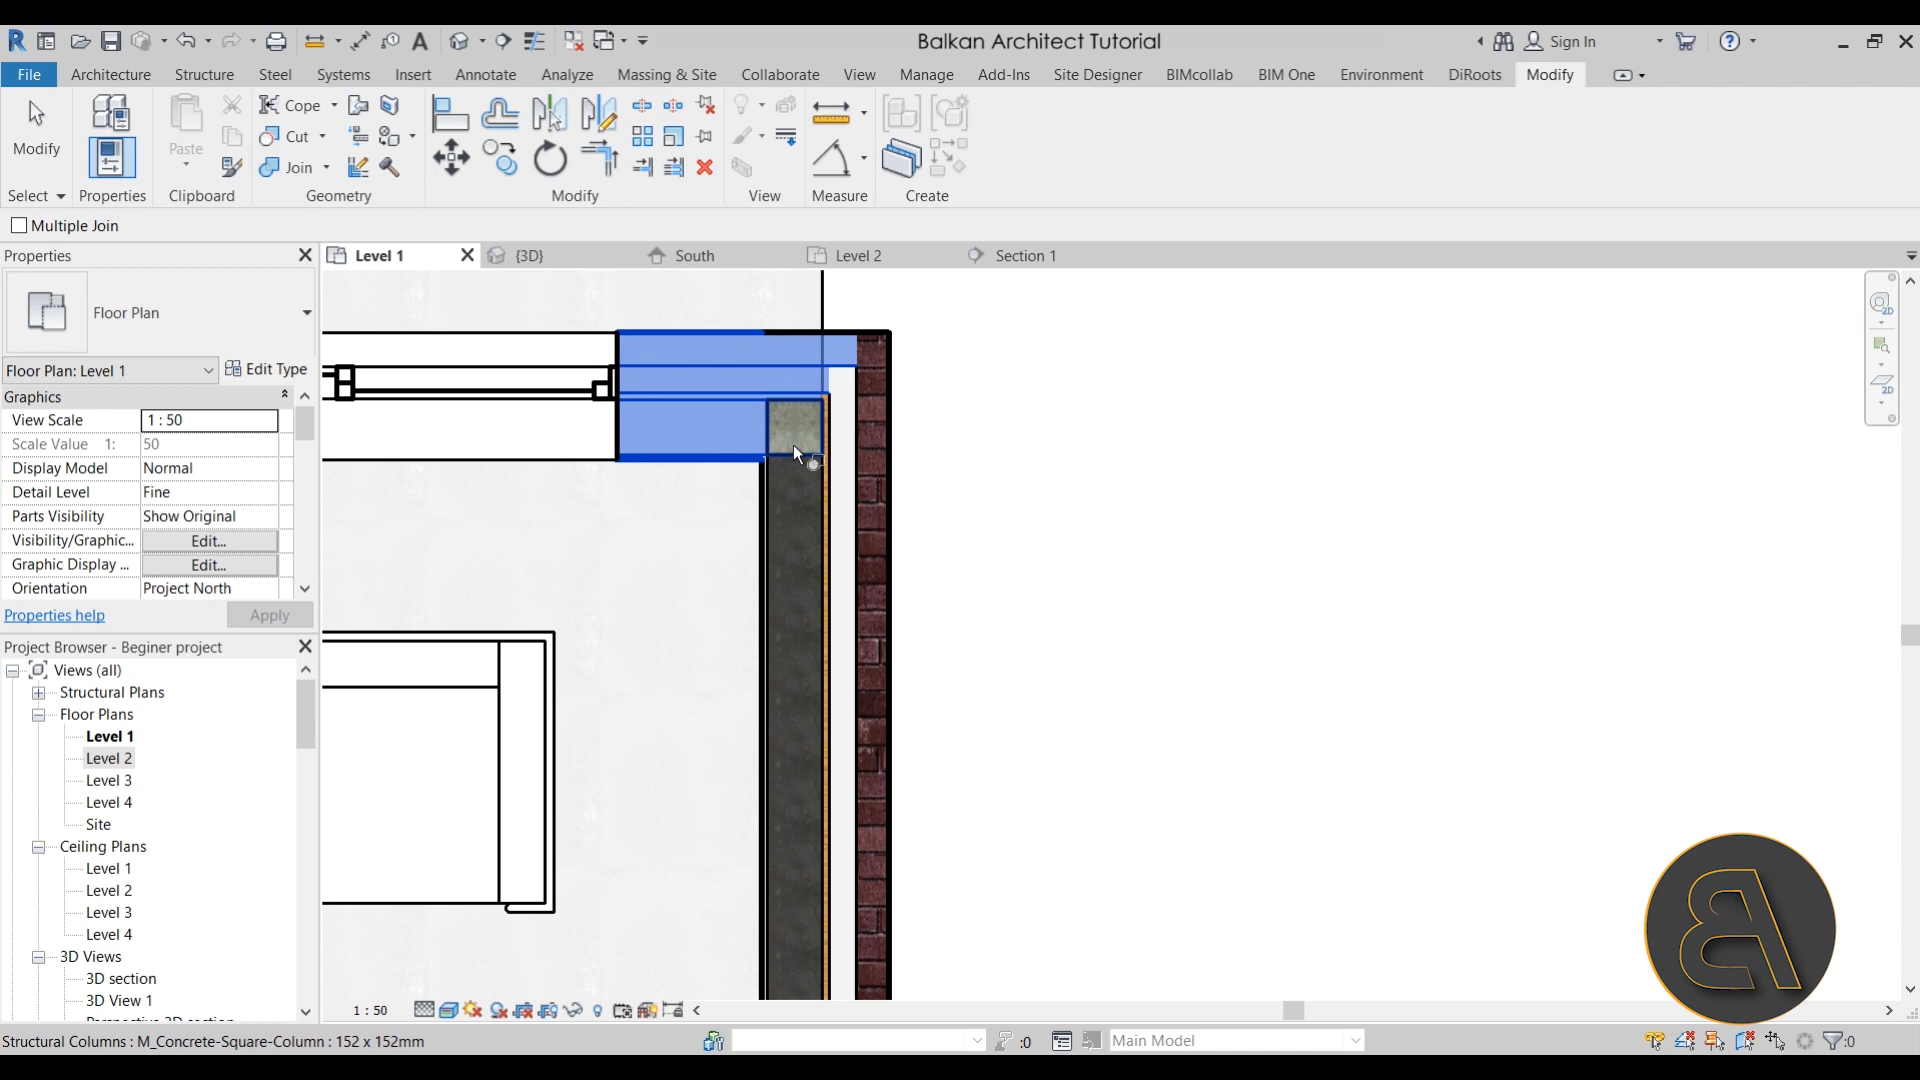 Balkan Architect Tutorial
Sign In
File Architecture Structure Steel Systems Insert Annotate Analyze Massing & Site Collaborate View Manage Add-Ins Site Designer BIMcollab BIM One Environment DiRoots Modify
Cope
Cut
Join
Modify
Paste
Select Properties Clipboard Geometry Modify View Measure Create
Multiple Join
Properties
Level 1 {3D} South Level 2 Section 1
Floor Plan
Floor Plan: Level 1 Edit Type
Graphics
View Scale 1 : 50
Scale Value 1: 50
Display Model Normal
Detail Level Fine
Parts Visibility Show Original
Visibility/Graphic... Edit...
Graphic Display ... Edit...
Orientation Project North
Properties help Apply
Project Browser - Beginer project
Views (all)
Structural Plans
Floor Plans
Level 1
Level 2
Level 3
Level 4
Site
Ceiling Plans
Level 1
Level 2
Level 3
Level 4
3D Views
3D section
3D View 1
1 : 50
Structural Columns : M_Concrete-Square-Column : 152 x 152mm
:0
Main Model
:0
2D
2D